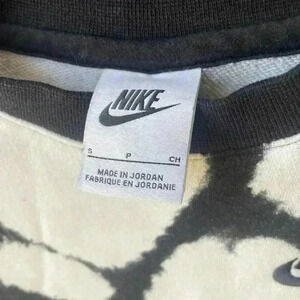 NIKE
S P CH
MADE IN JORDAN
FABRIQUE EN JORDANIE